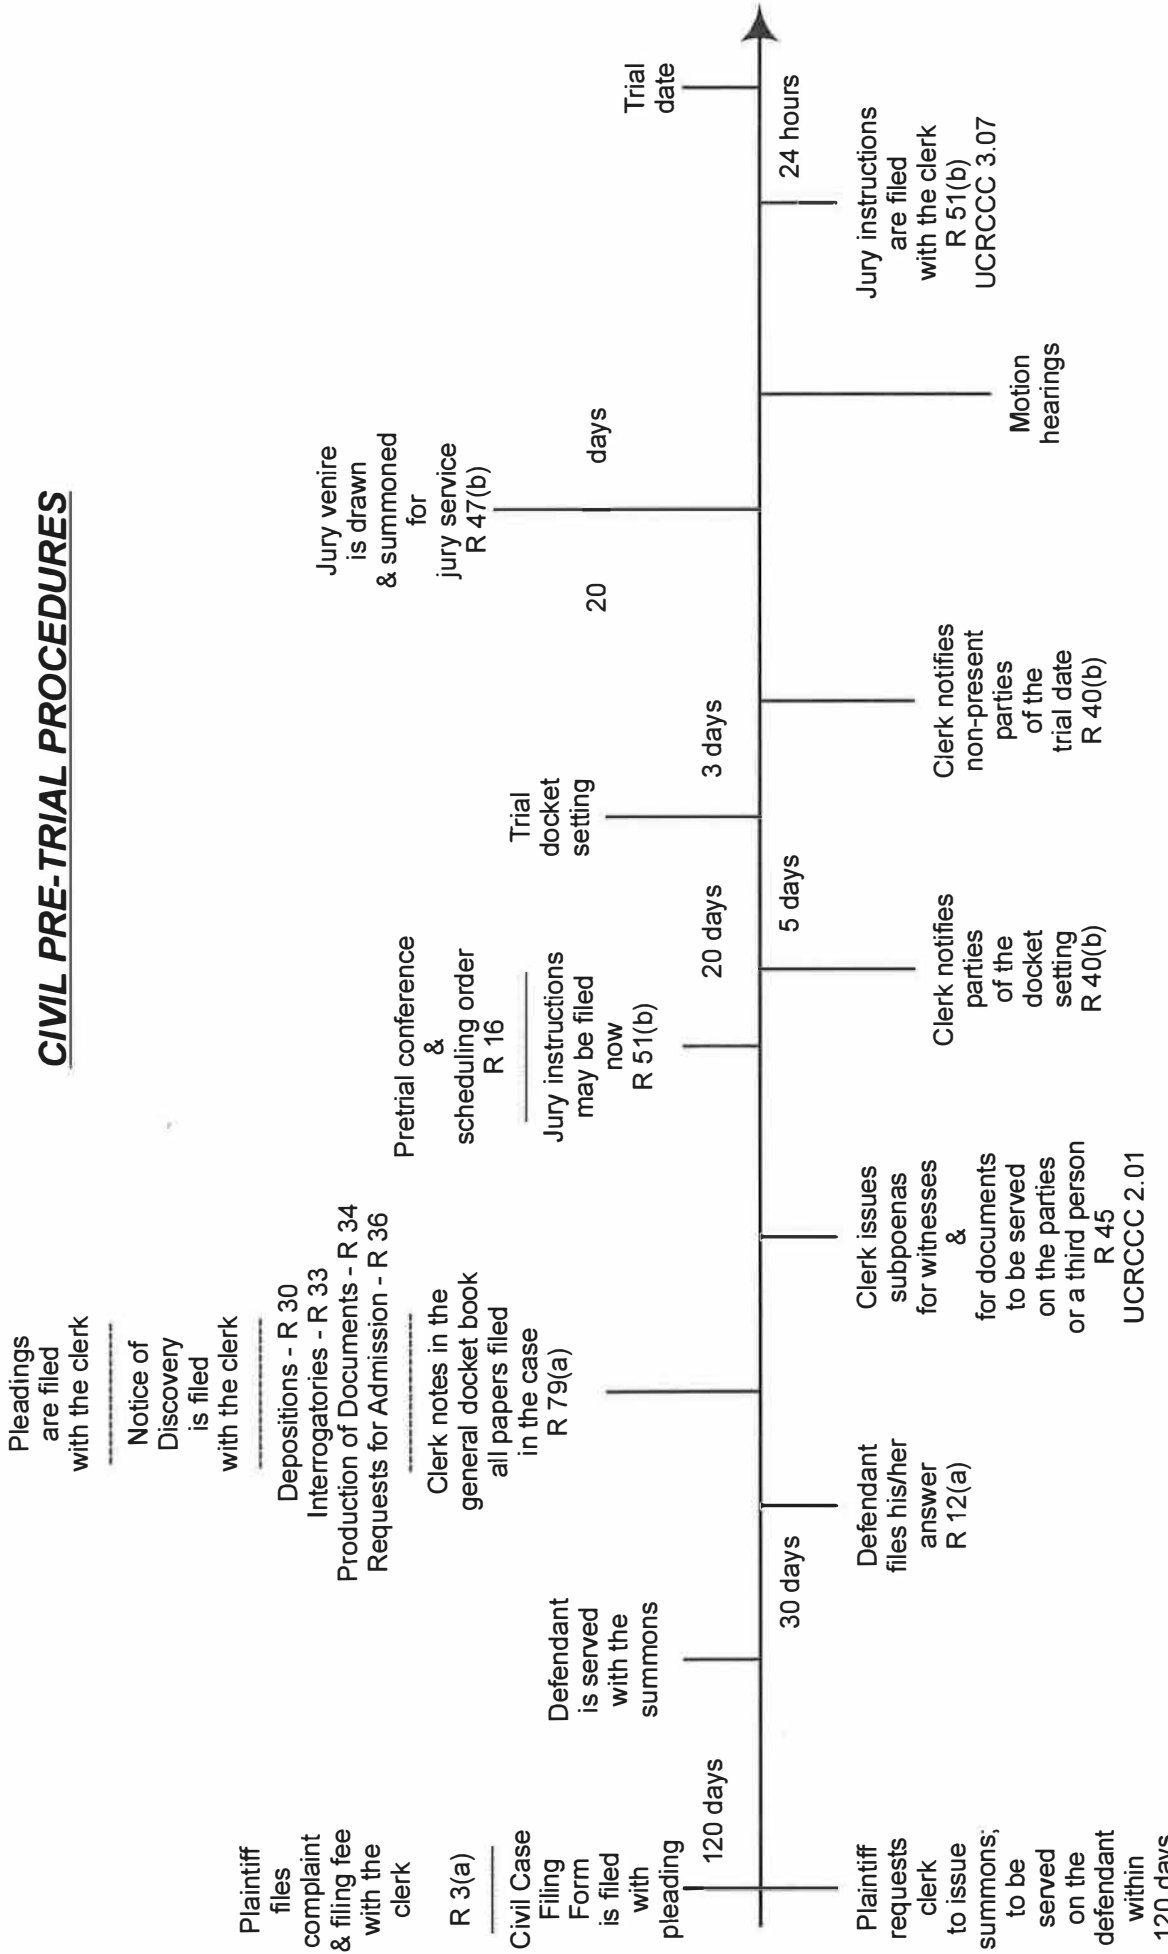 CIVIL PRE-TRIAL PROCEDURES
Plaintiff
files
complaint
& filing fee
with the
clerk
R 3(a)
Civil Case
Filing
Form
is filed
with
pleading
120 days
Plaintiff
requests
clerk
to issue
summons;
to be
served
on the
defendant
within
120 days
Defendant
is served
with the
summons
30 days
Defendant
files his/her
answer
R 12(a)
Pleadings
are filed
with the clerk
Notice of
Discovery
is filed
with the clerk
Depositions - R 30
Interrogatories - R 33
Production of Documents - R 34
Requests for Admission - R 36
Clerk notes in the
general docket book
all papers filed
in the case
R 79(a)
Clerk issues
subpoenas
for witnesses
&
for documents
to be served
on the parties
or a third person
R 45
UCRCCC 2.01
Pretrial conference
&
scheduling order
R 16
Jury instructions
may be filed
now
R 51(b)
20 days
Clerk notifies
parties
of the
docket
setting
R 40(b)
5 days
Trial
docket
setting
3 days
Clerk notifies
non-present
parties
of the
trial date
R 40(b)
Jury venire
is drawn
& summoned
for
jury service
R 47(b)
20 days
Motion
hearings
Jury instructions
are filed
with the clerk
R 51(b)
UCRCCC 3.07
24 hours
Trial
date